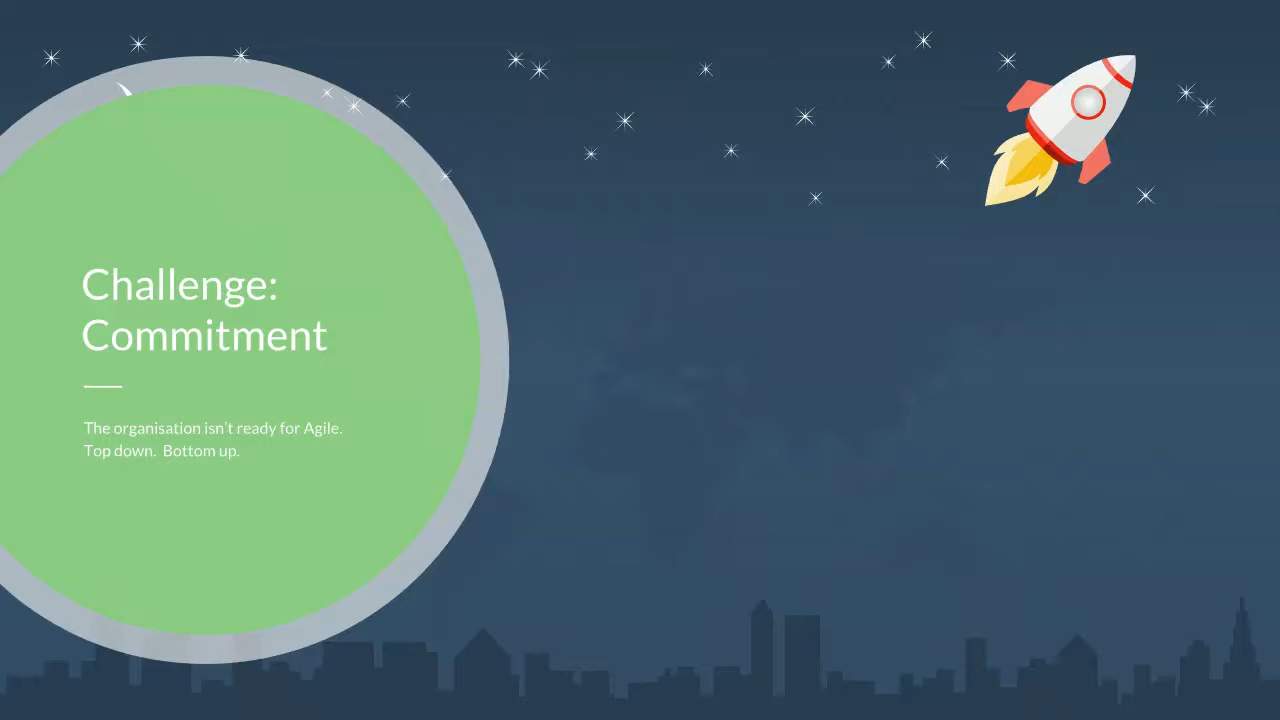 Challenge:
Commitment
The organisation isn't ready for Agile.
Top down.  Bottom up.